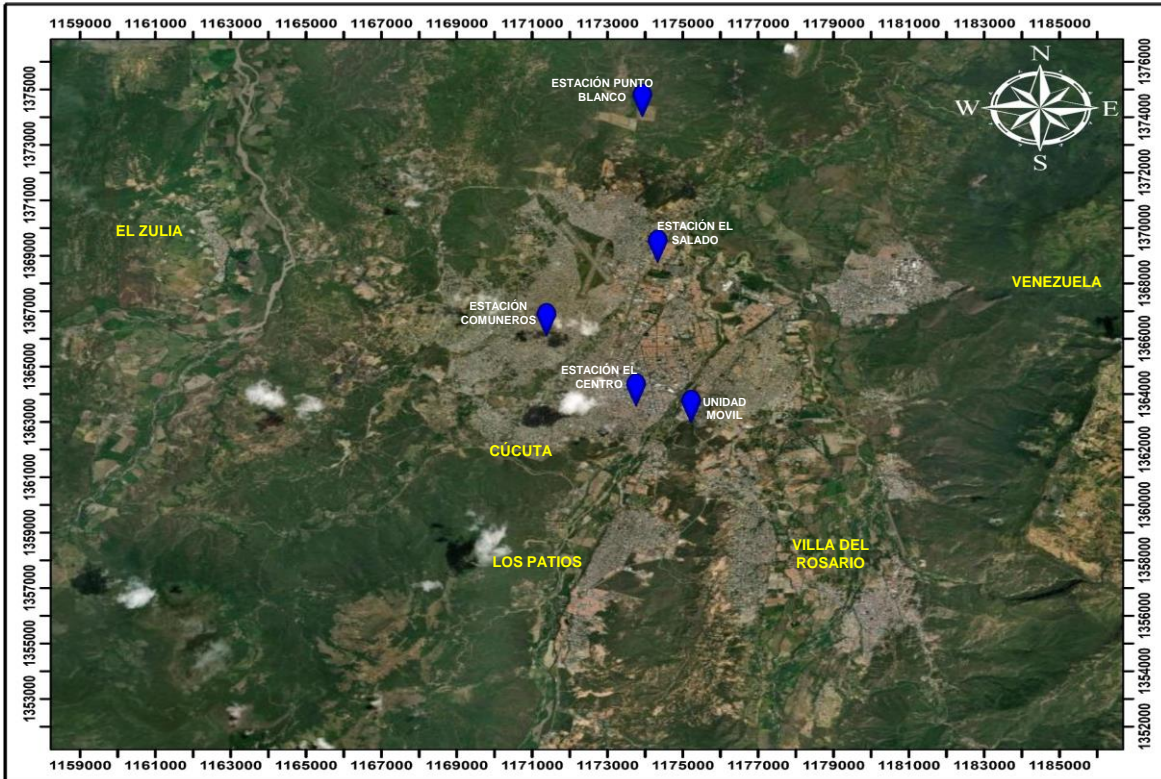 1159000 1161000 1163000 1165000 1167000 1169000 1171000 1173000 1175000 1177000 1179000 1181000 1183000 1185000
1375000
1373000
1371000
1369000
1367000
1365000
1363000
1361000
1359000
1357000
1355000
1353000
N
W
E
S
ESTACIÓN PUNTO
BLANCO
ESTACIÓN EL
SALADO
EL ZULIA
VENEZUELA
ESTACIÓN
COMUNEROS
ESTACIÓN EL
CENTRO
UNIDAD
MOVIL
CÚCUTA
LOS PATIOS
VILLA DEL
ROSARIO
1376000
1374000
1372000
1370000
1368000
1366000
1364000
1362000
1360000
1358000
1356000
1354000
1352000
1159000 1161000 1163000 1165000 1167000 1169000 1171000 1173000 1175000 1177000 1179000 1181000 1183000 1185000